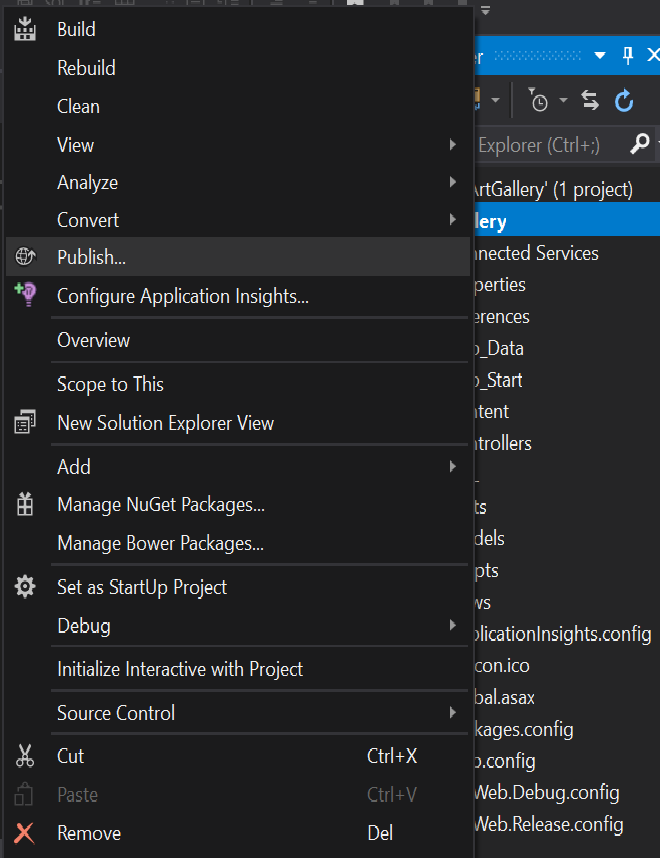 Build
Rebuild
Clean
View
Analyze
Convert
Publish...
Configure Application Insights...
Overview
Scope to This
New Solution Explorer View
Add
Manage NuGet Packages...
Manage Bower Packages...
Set as StartUp Project
Debug
Initialize Interactive with Project
Source Control
Cut Ctrl+X
Paste Ctrl+V
Remove Del
er
Explorer (Ctrl+;)
ArtGallery' (1 project)
lery
nnected Services
perties
erences
p_Data
p_Start
ntent
ntrollers
ts
dels
ipts
ws
plicationInsights.config
icon.ico
bal.asax
kages.config
b.config
Web.Debug.config
Web.Release.config